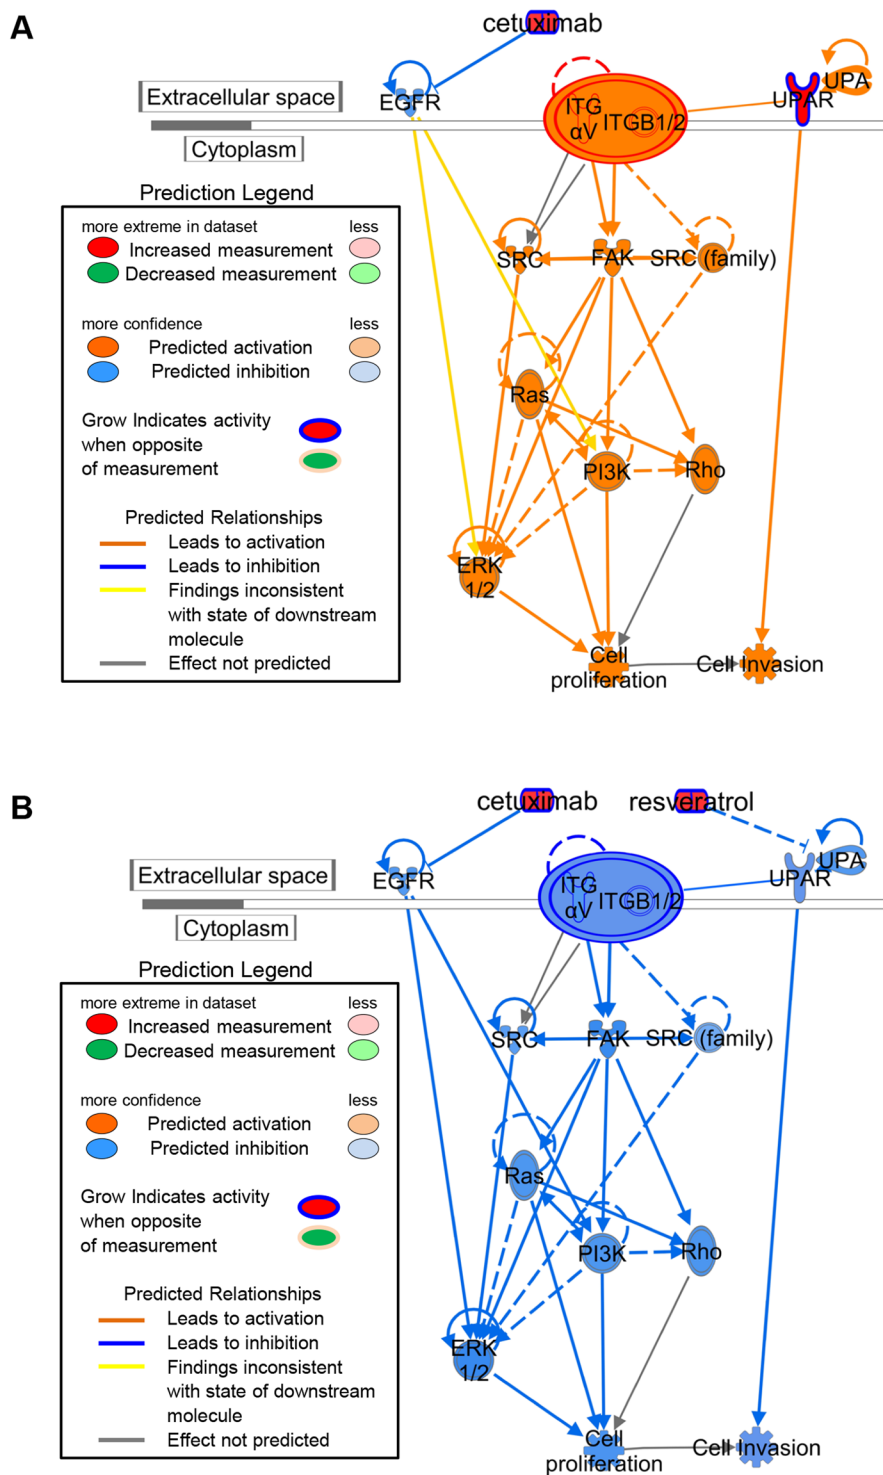 A
cetuximab
EGFR
ITG
αV
ITGB1/2
UPAR
UPA
Extracellular space
Cytoplasm
Prediction Legend
more extreme in dataset less
Increased measurement
Decreased measurement
more confidence less
Predicted activation
Predicted inhibition
Grow Indicates activity
when opposite
of measurement
Predicted Relationships
Leads to activation
Leads to inhibition
Findings inconsistent
with state of downstream
molecule
Effect not predicted
SRC
FAK
SRC (family)
Ras
PI3K
Rho
ERK
1/2
Cell
proliferation
Cell Invasion
B
cetuximab
resveratrol
EGFR
ITG
αV
ITGB1/2
UPAR
UPA
Extracellular space
Cytoplasm
Prediction Legend
more extreme in dataset less
Increased measurement
Decreased measurement
more confidence less
Predicted activation
Predicted inhibition
Grow Indicates activity
when opposite
of measurement
Predicted Relationships
Leads to activation
Leads to inhibition
Findings inconsistent
with state of downstream
molecule
Effect not predicted
SRC
FAK
SRC (family)
Ras
PI3K
Rho
ERK
1/2
Cell
proliferation
Cell Invasion